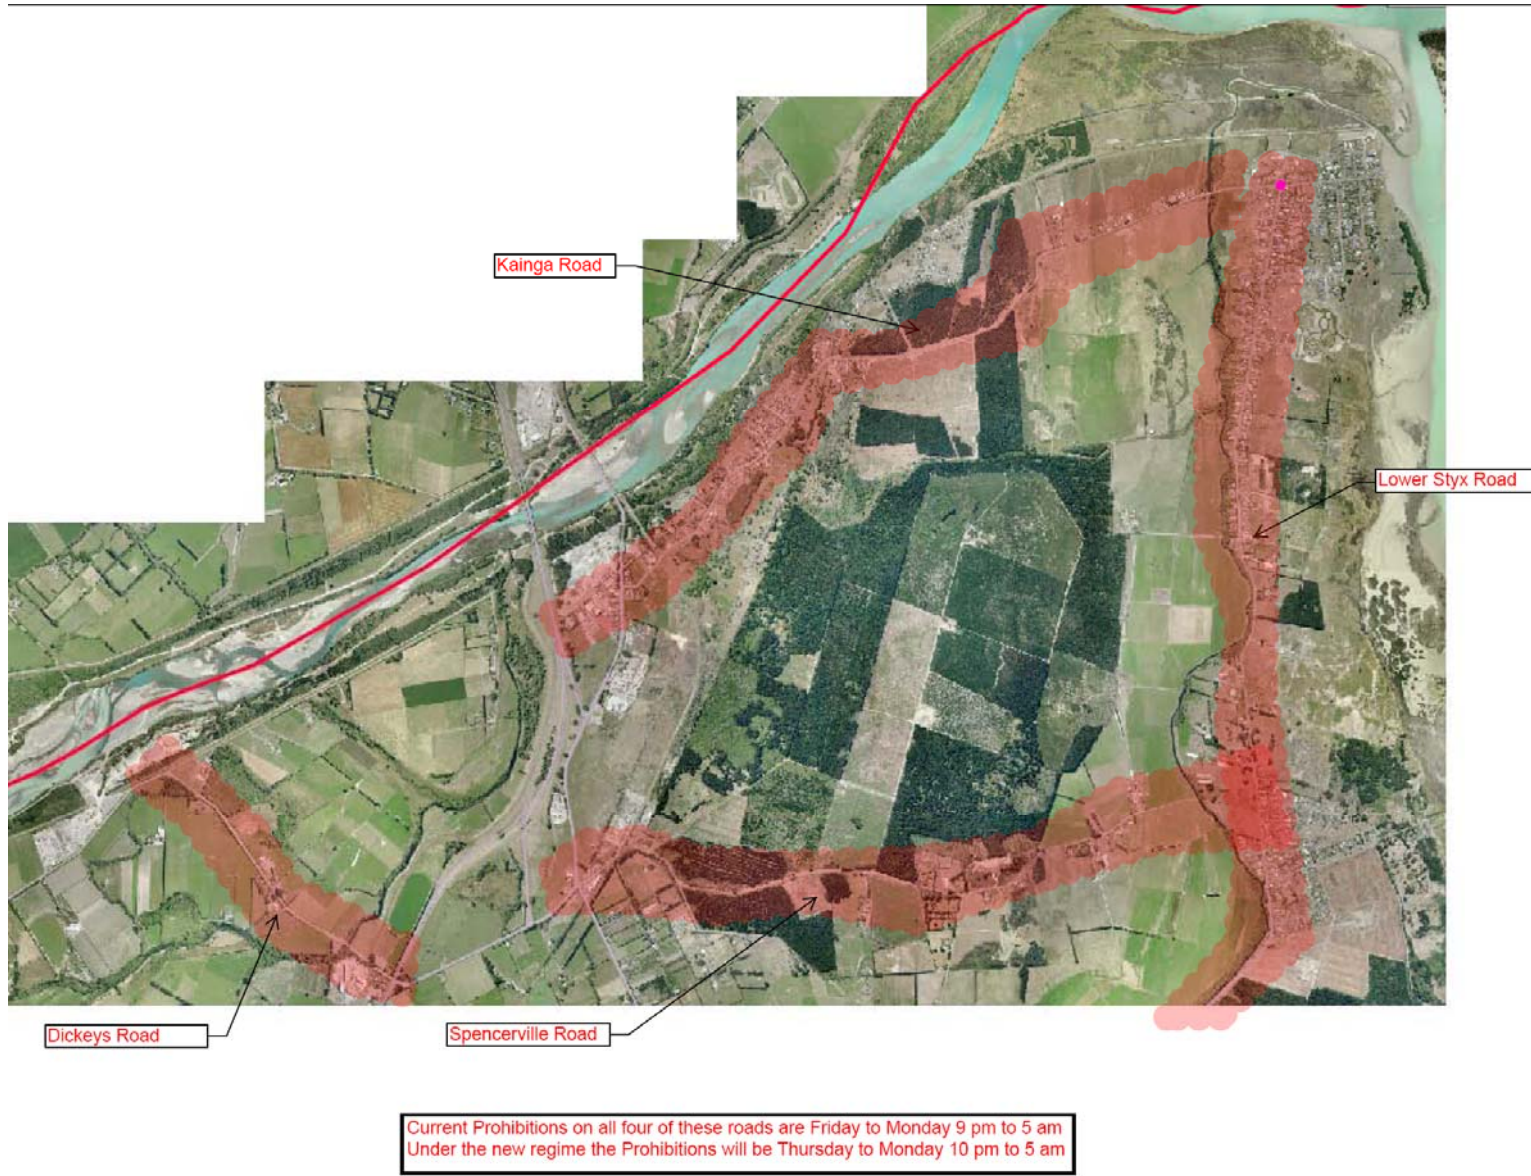 Kainga Road
Lower Styx Road
Dickeys Road
Spencerville Road
Current Prohibitions on all four of these roads are Friday to Monday 9 pm to 5 am
Under the new regime the Prohibitions will be Thursday to Monday 10 pm to 5 am